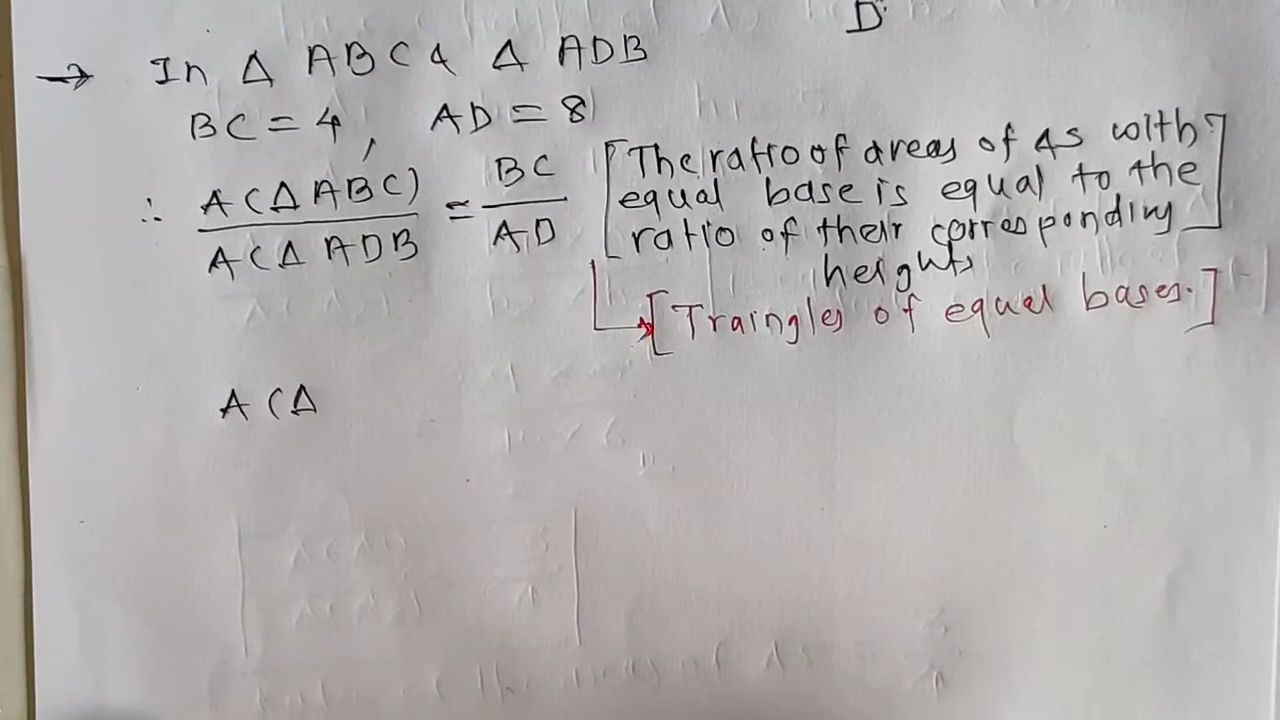 D
→ In Δ ABC & Δ ADB
BC = 4, AD = 8
∴ A(Δ ABC) / A(Δ ADB) = BC / AD
[The ratio of areas of Δs with
equal base is equal to the
ratio of their corresponding]
heights
[Traingles of equal bases.]
A(Δ